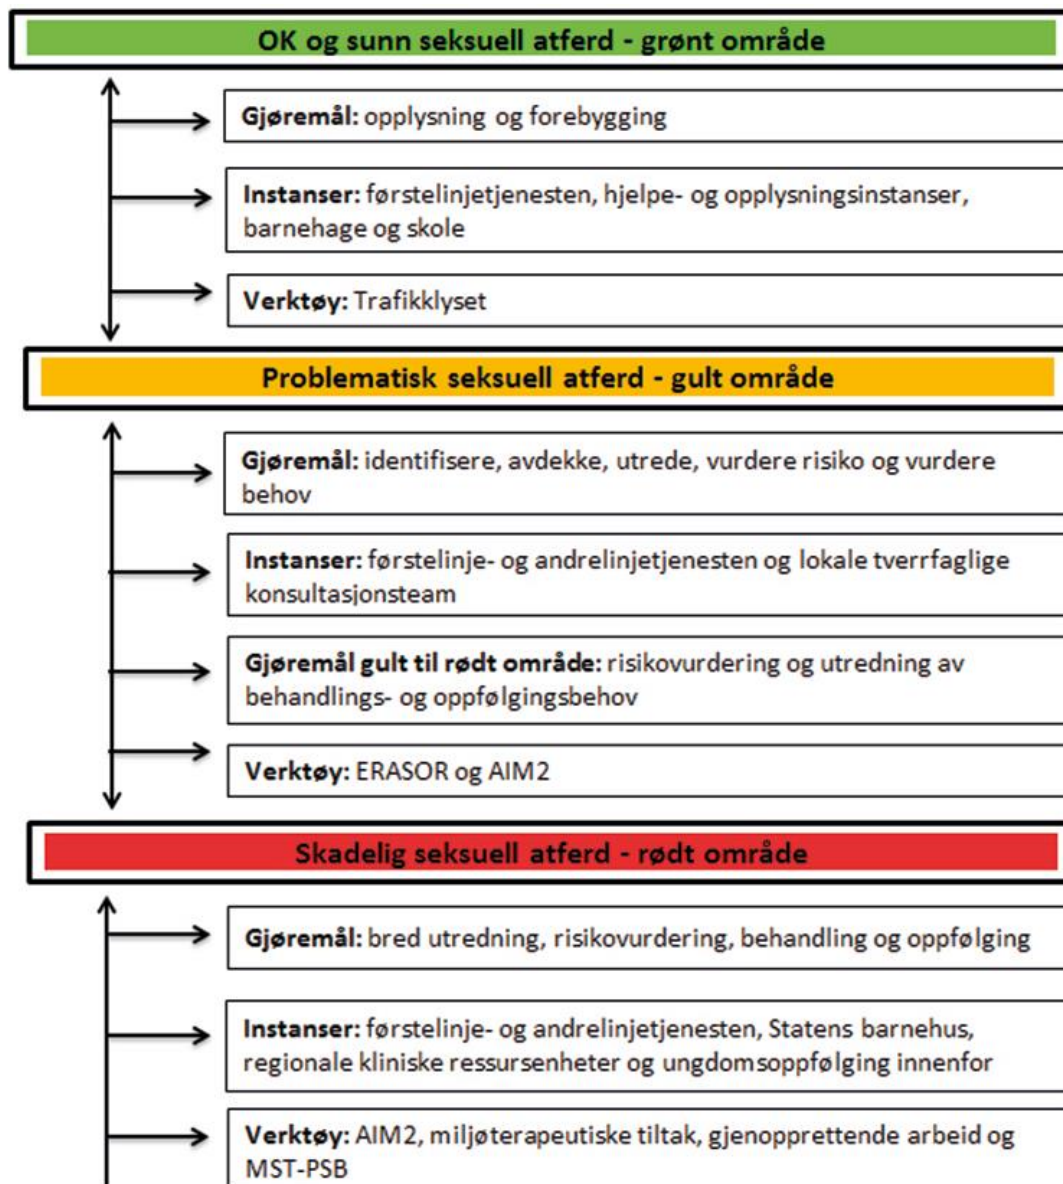 OK og sunn seksuell atferd - grønt område
Gjøremål: opplysning og forebygging
Instanser: førstelinjetjenesten, hjelpe- og opplysningsinstanser,
barnehage og skole
Verktøy: Trafikklyset
Problematisk seksuell atferd - gult område
Gjøremål: identifisere, avdekke, utrede, vurdere risiko og vurdere
behov
Instanser: førstelinje- og andrelinjetjenesten og lokale tverrfaglige
konsultasjonsteam
Gjøremål gult til rødt område: risikovurdering og utredning av
behandlings- og oppfølgingsbehov
Verktøy: ERASOR og AIM2
Skadelig seksuell atferd - rødt område
Gjøremål: bred utredning, risikovurdering, behandling og oppfølging
Instanser: førstelinje- og andrelinjetjenesten, Statens barnehus,
regionale kliniske ressursenheter og ungdomsoppfølging innenfor
Verktøy: AIM2, miljøterapeutiske tiltak, gjenopprettende arbeid og
MST-PSB